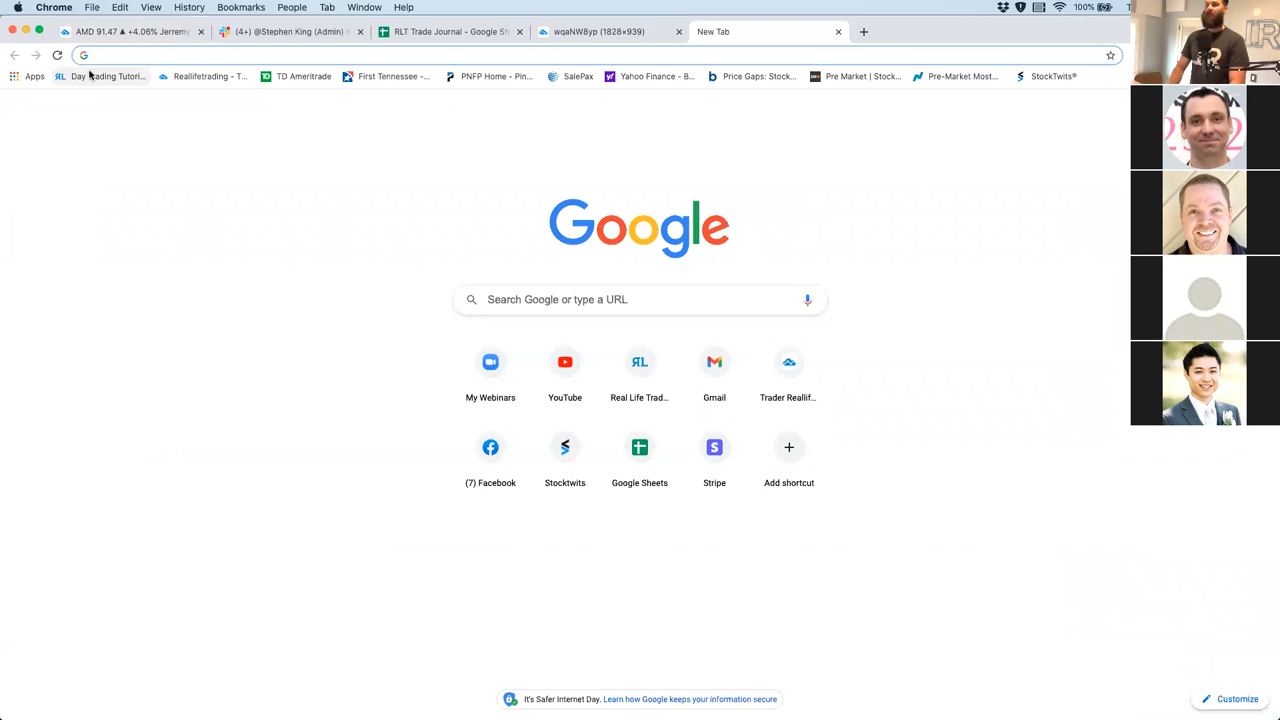 Chrome File Edit View History Bookmarks People Tab Window Help 100%
AMD 91.47 ▲ +4.06% Jerremy (4+) @Stephen King (Admin) RLT Trade Journal - Google Sh wqaNW8yp (1828×939) New Tab
Apps Day Trading Tutori... Reallifetrading - T... TD Ameritrade First Tennessee -... PNFP Home - Pin... SalePax Yahoo Finance - B... Price Gaps: Stock... Pre Market | Stock... Pre-Market Most... StockTwits®
Google
Search Google or type a URL
My Webinars YouTube Real Life Trad... Gmail Trader Reallif...
(7) Facebook Stocktwits Google Sheets Stripe Add shortcut
It's Safer Internet Day. Learn how Google keeps your information secure
Customize